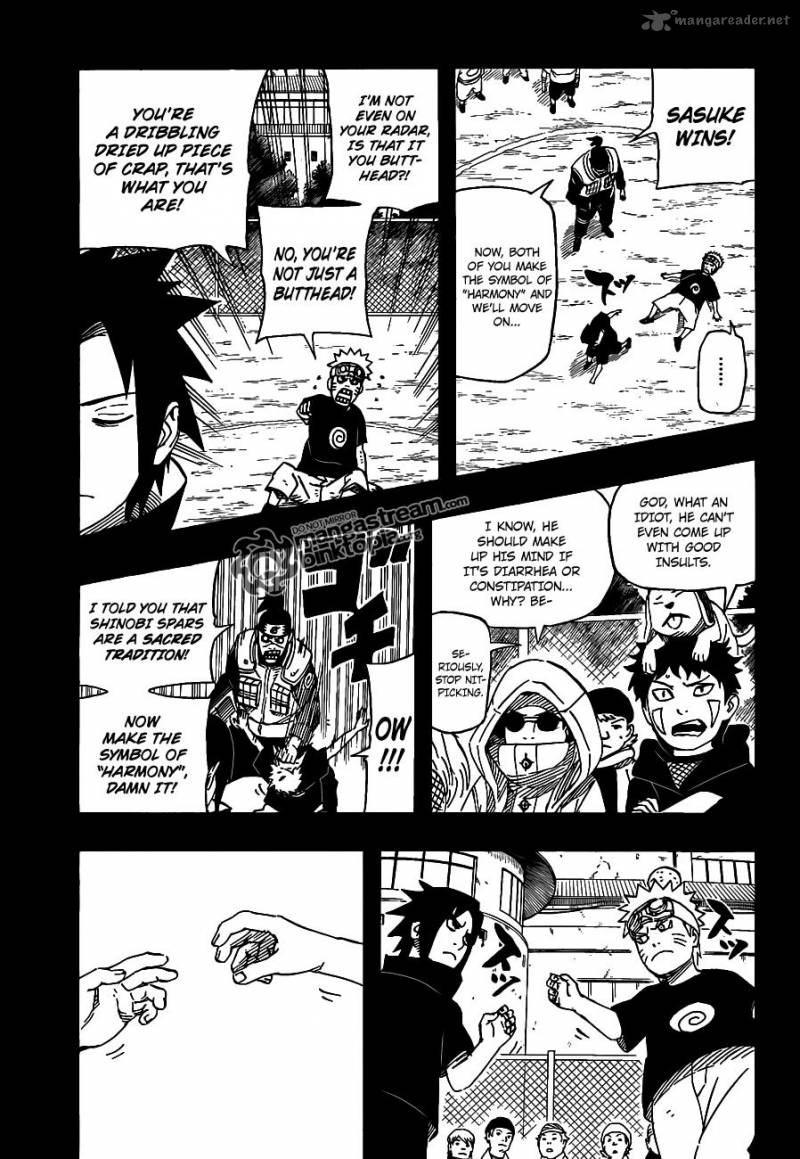 mangareader.net
SASUKE
WINS!
NOW, BOTH
OF YOU MAKE
THE SYMBOL OF
"HARMONY" AND
WE'LL MOVE
ON...
........
I'M NOT
EVEN ON
YOUR RADAR,
IS THAT IT
YOU BUTT-
HEAD?!
NO, YOU'RE
NOT JUST A
BUTTHEAD!
YOU'RE
A DRIBBLING
DRIED UP PIECE
OF CRAP, THAT'S
WHAT YOU
ARE!
GOD, WHAT AN
IDIOT, HE CAN'T
EVEN COME UP
WITH GOOD
INSULTS.
I KNOW, HE
SHOULD MAKE
UP HIS MIND IF
IT'S DIARRHEA OR
CONSTIPATION...
WHY? BE-
SE-
RIOUSLY,
STOP NIT-
PICKING.
DO NOT MIRROR
mangastream.com
ゴチ
OW
!!!
I TOLD YOU THAT
SHINOBI SPARS
ARE A SACRED
TRADITION!
NOW
MAKE THE
SYMBOL OF
"HARMONY",
DAMN IT!